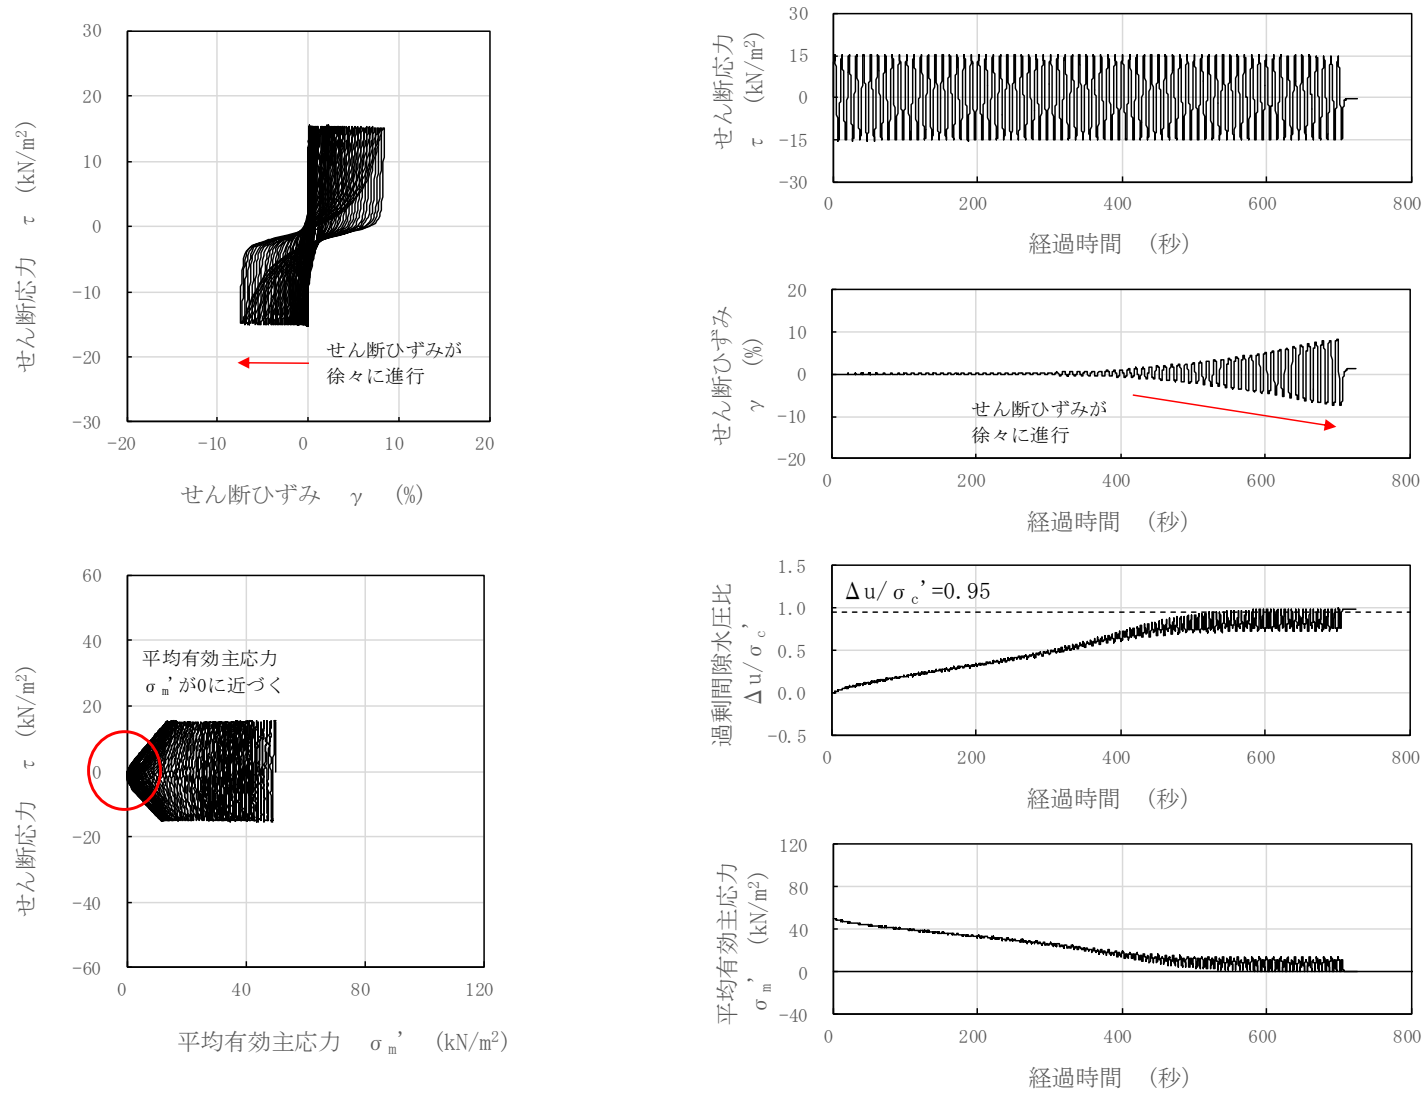 30
20
10
0
-10
-20
-30
-20
-10
0
10
20
せん断応力 τ (kN/m²)
せん断ひずみ γ (%)
せん断ひずみが
徐々に進行
60
40
20
0
-20
-40
-60
0
40
80
120
せん断応力 τ (kN/m²)
平均有効主応力 σm' (kN/m²)
平均有効主応力
σm'が0に近づく
30
15
0
-15
-30
0
200
400
600
800
せん断応力
τ (kN/m²)
経過時間 (秒)
20
10
0
-10
-20
0
200
400
600
800
せん断ひずみ
γ (%)
経過時間 (秒)
せん断ひずみが
徐々に進行
1.5
1.0
0.5
0.0
-0.5
0
200
400
600
800
過剰間隙水圧比
Δu/σc'
経過時間 (秒)
Δu/σc'=0.95
120
80
40
0
-40
0
200
400
600
800
平均有効主応力
σm' (kN/m²)
経過時間 (秒)